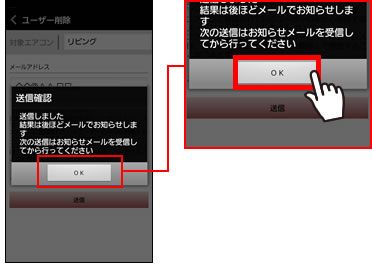 ユーザー削除
対象エアコン リビング
メールアドレス
送信確認
送信しました
結果は後ほどメールでお知らせしま
す
次の送信はお知らせメールを受信し
てから行ってください
OK
送信
結果は後ほどメールでお知らせしま
す
次の送信はお知らせメールを受信し
てから行ってください
OK
送信